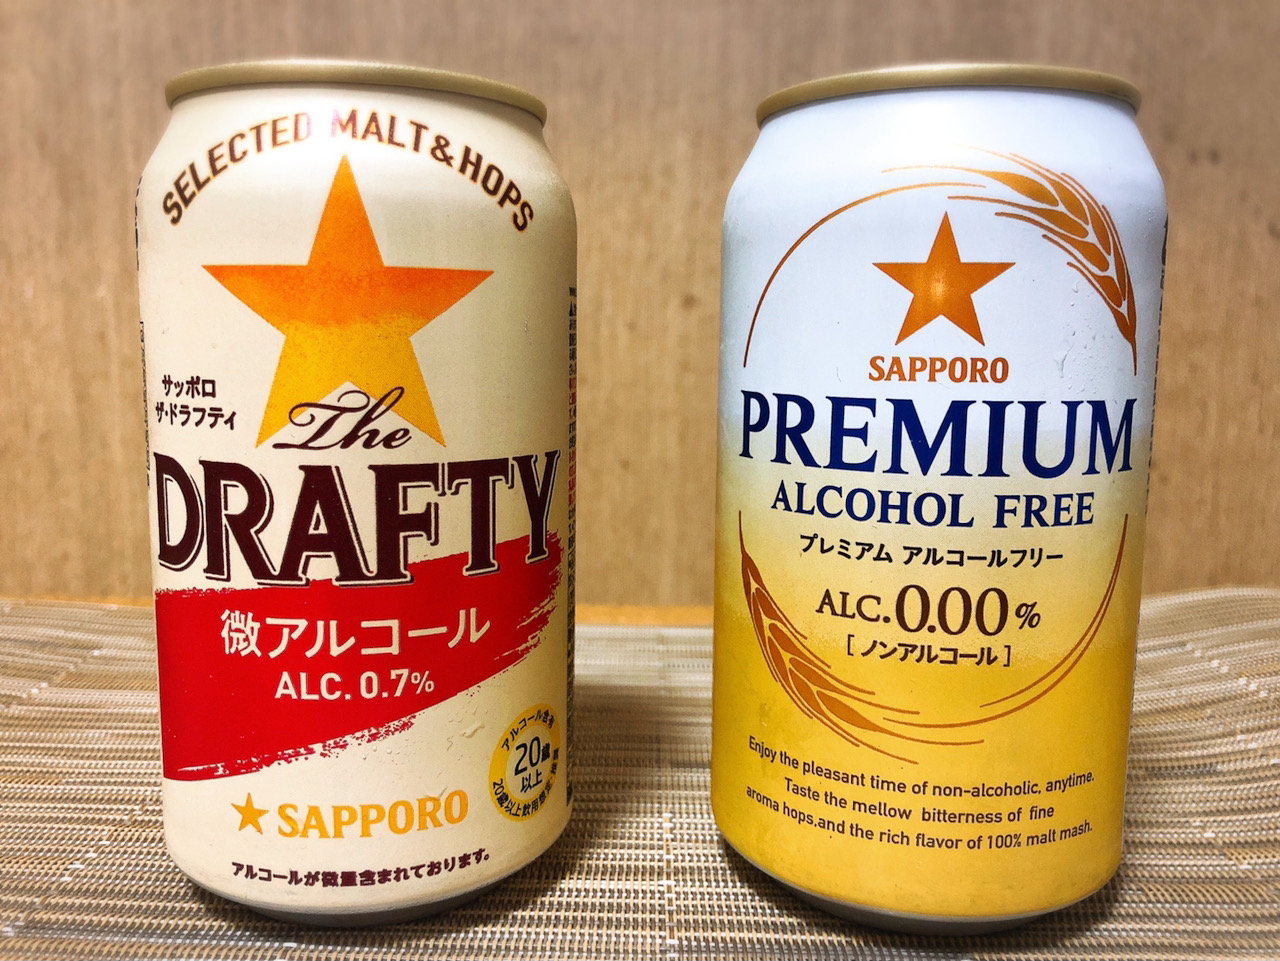 SELECTED MALT&HOPS
サッポロ
ザ・ドラフティ
The
DRAFTY
微アルコール
ALC. 0.7%
アルコール含有
20歳
以上
SAPPORO
アルコールが微量含まれております。
SAPPORO
PREMIUM
ALCOHOL FREE
プレミアム アルコールフリー
ALC.0.00%
[ ノンアルコール ]
Enjoy the pleasant time of non-alcoholic, anytime.
Taste the mellow bitterness of fine
aroma hops,and the rich flavor of 100% malt mash.